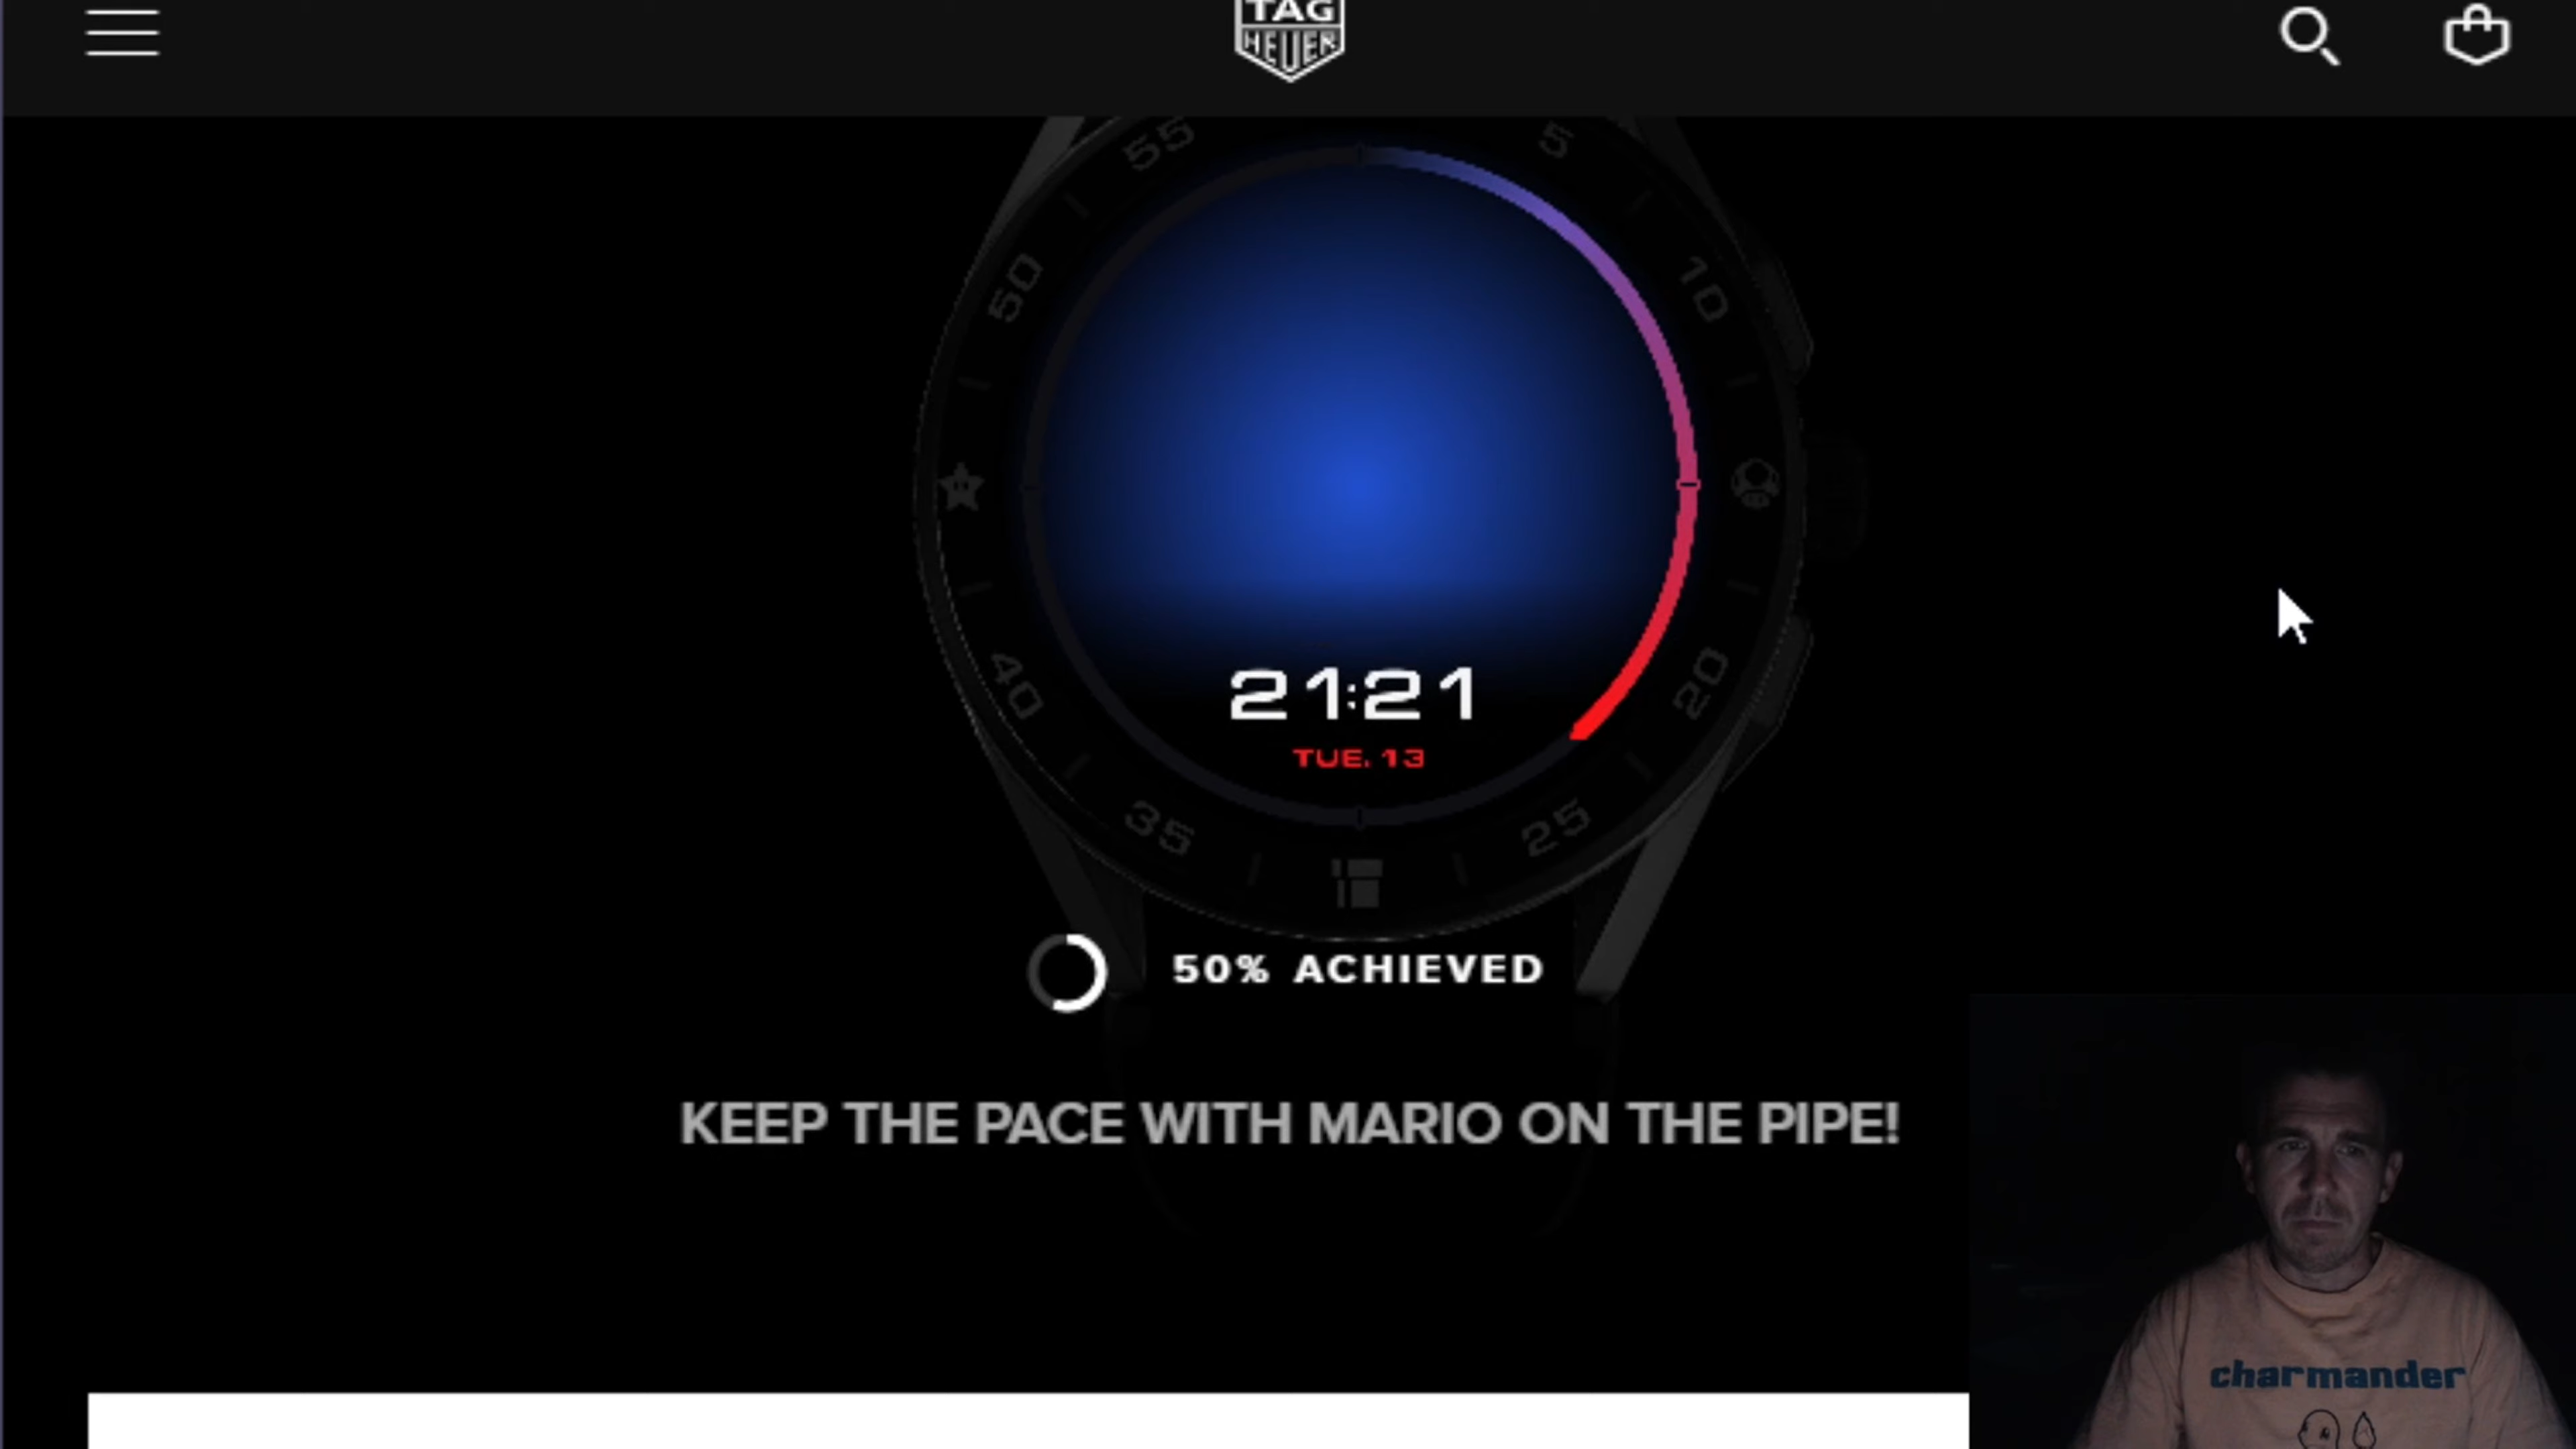 TAG
HEUER
55
5
50
10
40
20
21:21
TUE. 13
35
25
50% ACHIEVED
KEEP THE PACE WITH MARIO ON THE PIPE!
charmander